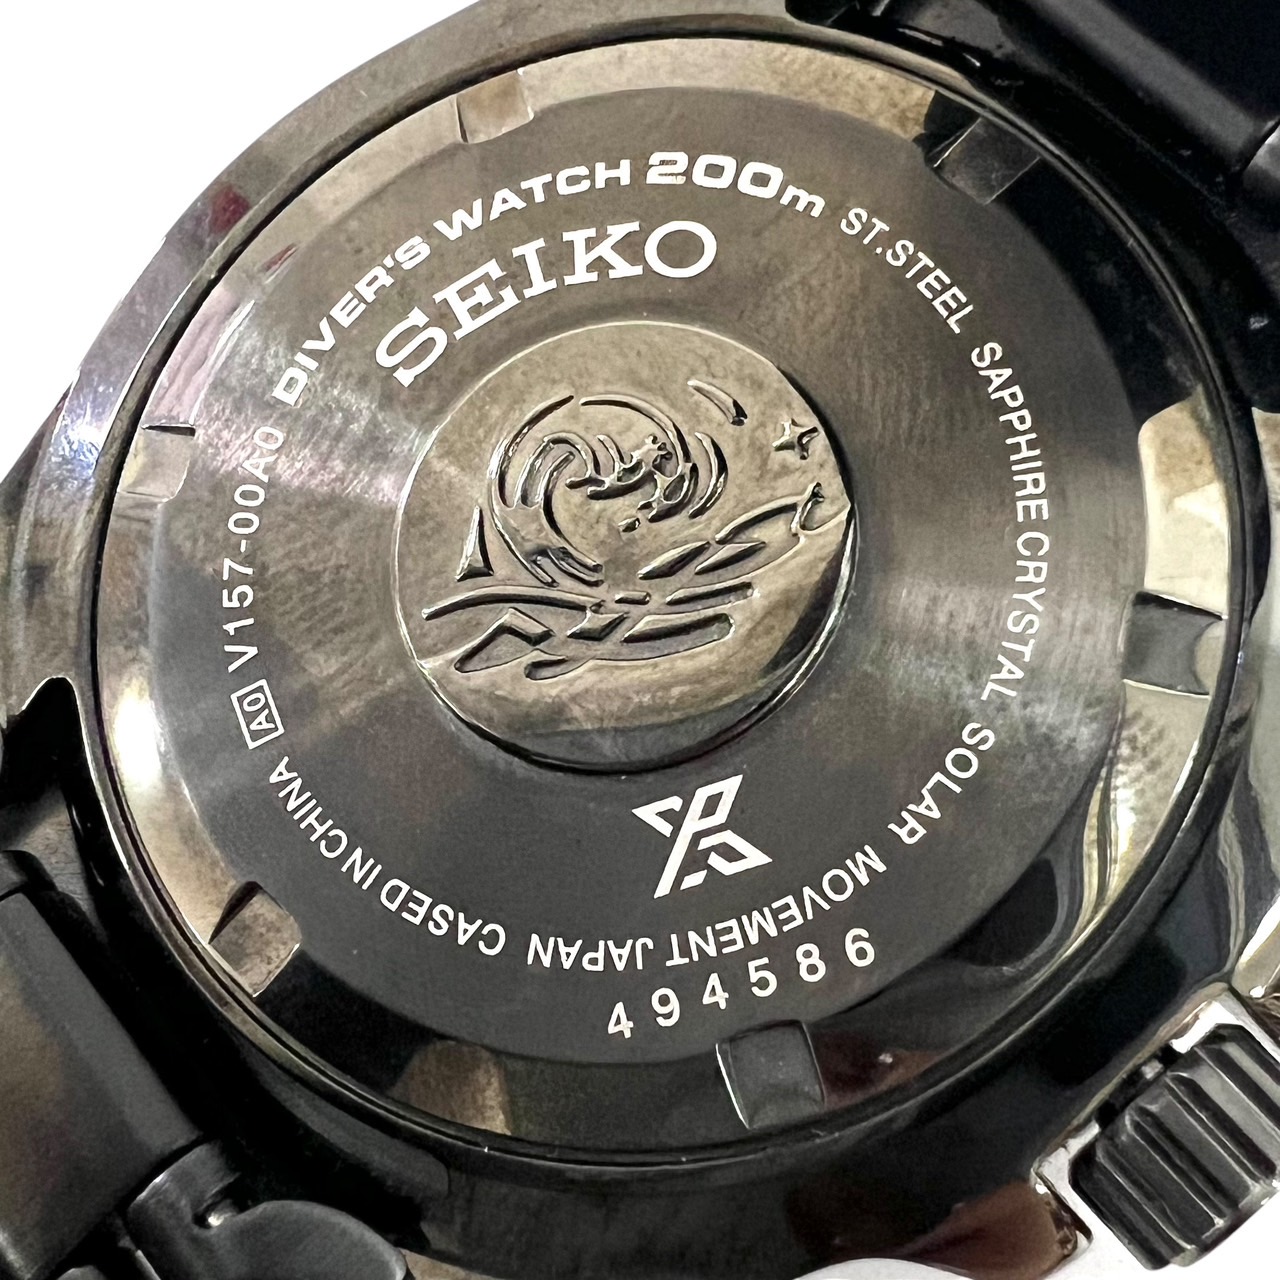 DIVER'S WATCH 200m
ST.STEEL SAPPHIRE CRYSTAL SOLAR MOVEMENT JAPAN CASED IN CHINA A0 V157-00A0
SEIKO
494586